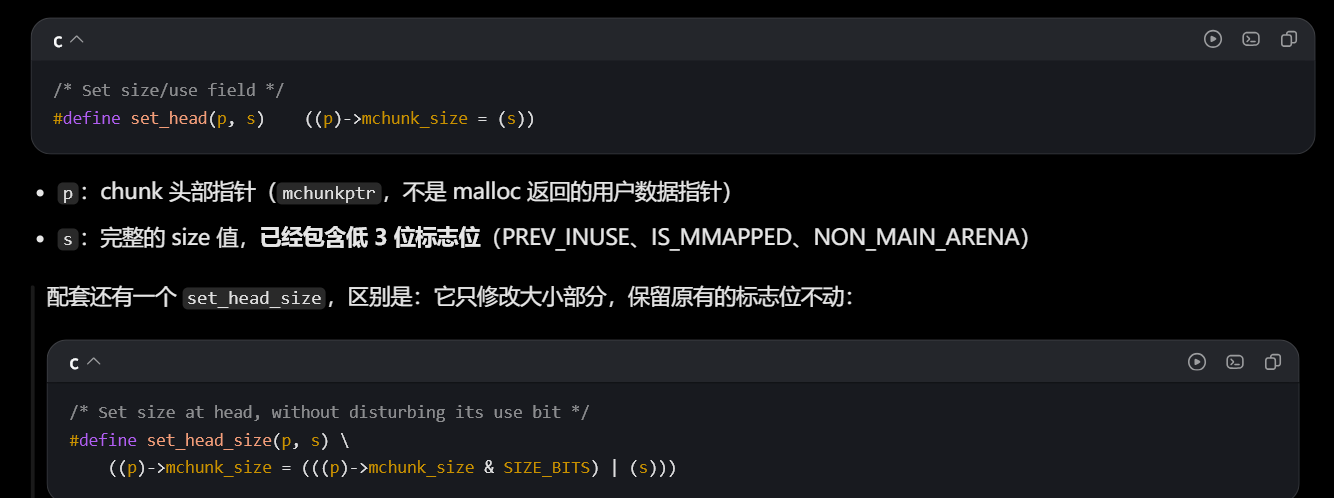 C
/* Set size/use field */
#define set_head(p, s)    ((p)->mchunk_size = (s))
p：chunk 头部指针（mchunkptr，不是 malloc 返回的用户数据指针）
s：完整的 size 值，已经包含低 3 位标志位（PREV_INUSE、IS_MMAPPED、NON_MAIN_ARENA）
配套还有一个 set_head_size，区别是：它只修改大小部分，保留原有的标志位不动：
C
/* Set size at head, without disturbing its use bit */
#define set_head_size(p, s) \
    ((p)->mchunk_size = (((p)->mchunk_size & SIZE_BITS) | (s)))